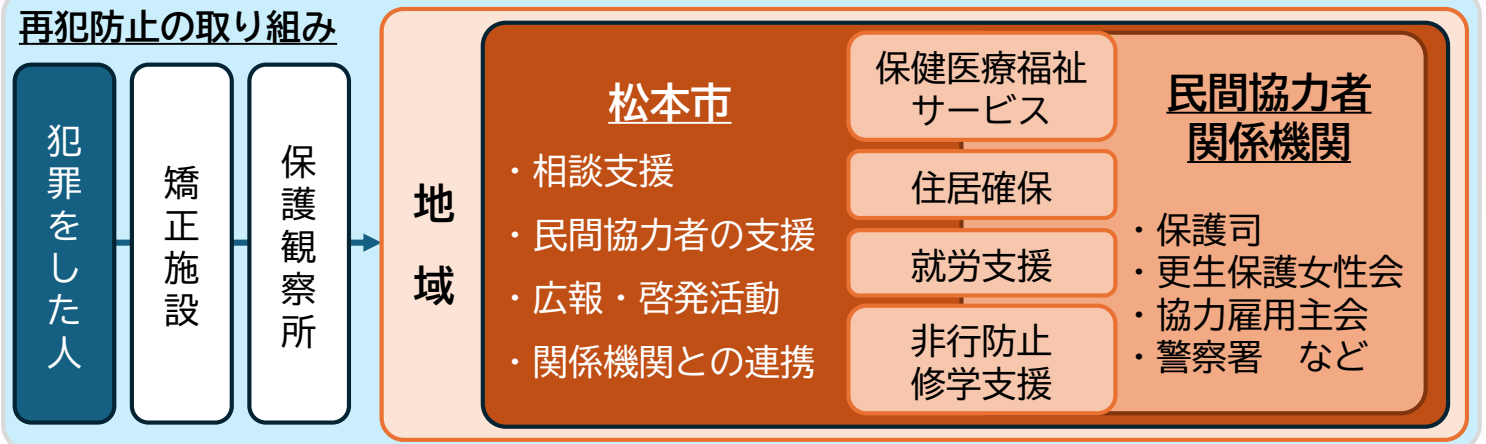 再犯防止の取り組み
犯罪をした人
矯正施設
保護観察所
地域
松本市
・相談支援
・民間協力者の支援
・広報・啓発活動
・関係機関との連携
保健医療福祉
サービス
住居確保
就労支援
非行防止
修学支援
民間協力者
関係機関
・保護司
・更生保護女性会
・協力雇用主会
・警察署　など